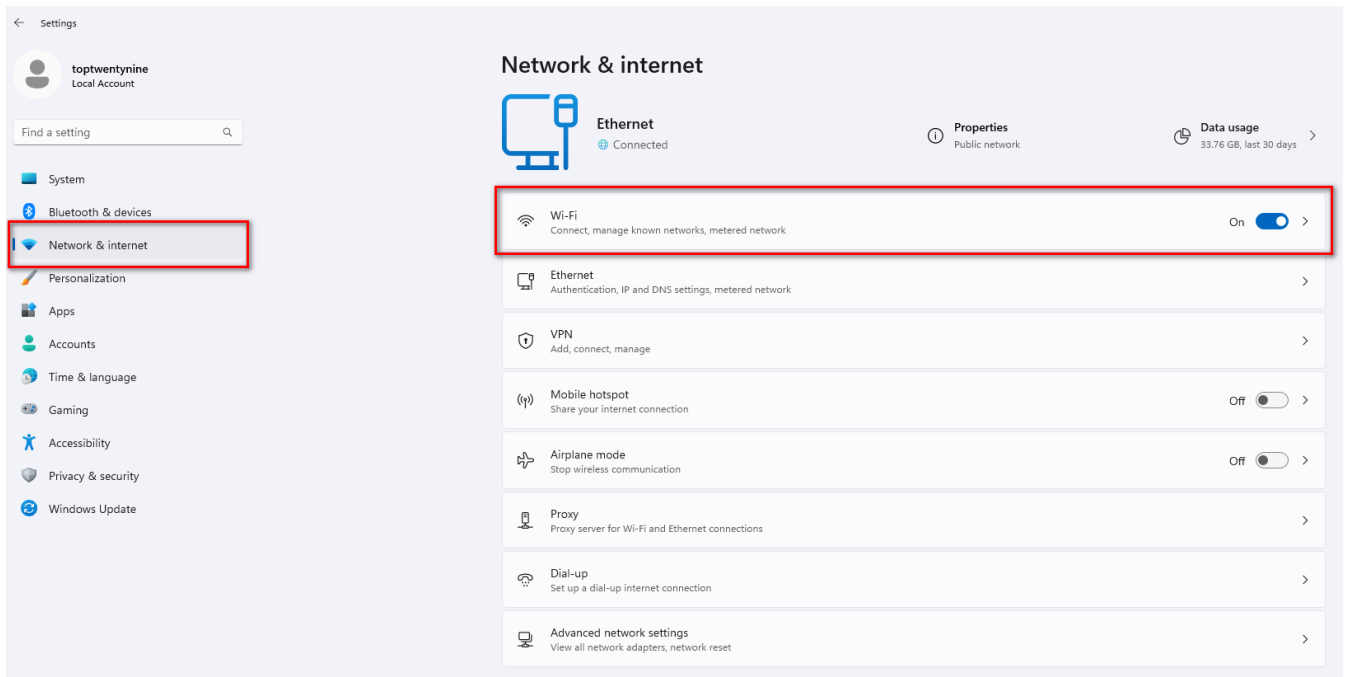 Settings
toptwentynine
Local Account
Find a setting
System
Bluetooth & devices
Network & internet
Personalization
Apps
Accounts
Time & language
Gaming
Accessibility
Privacy & security
Windows Update
Network & internet
Ethernet
Connected
Properties
Public network
Data usage
33.76 GB, last 30 days
Wi-Fi
Connect, manage known networks, metered network
On
Ethernet
Authentication, IP and DNS settings, metered network
VPN
Add, connect, manage
Mobile hotspot
Share your internet connection
Off
Airplane mode
Stop wireless communication
Off
Proxy
Proxy server for Wi-Fi and Ethernet connections
Dial-up
Set up a dial-up internet connection
Advanced network settings
View all network adapters, network reset